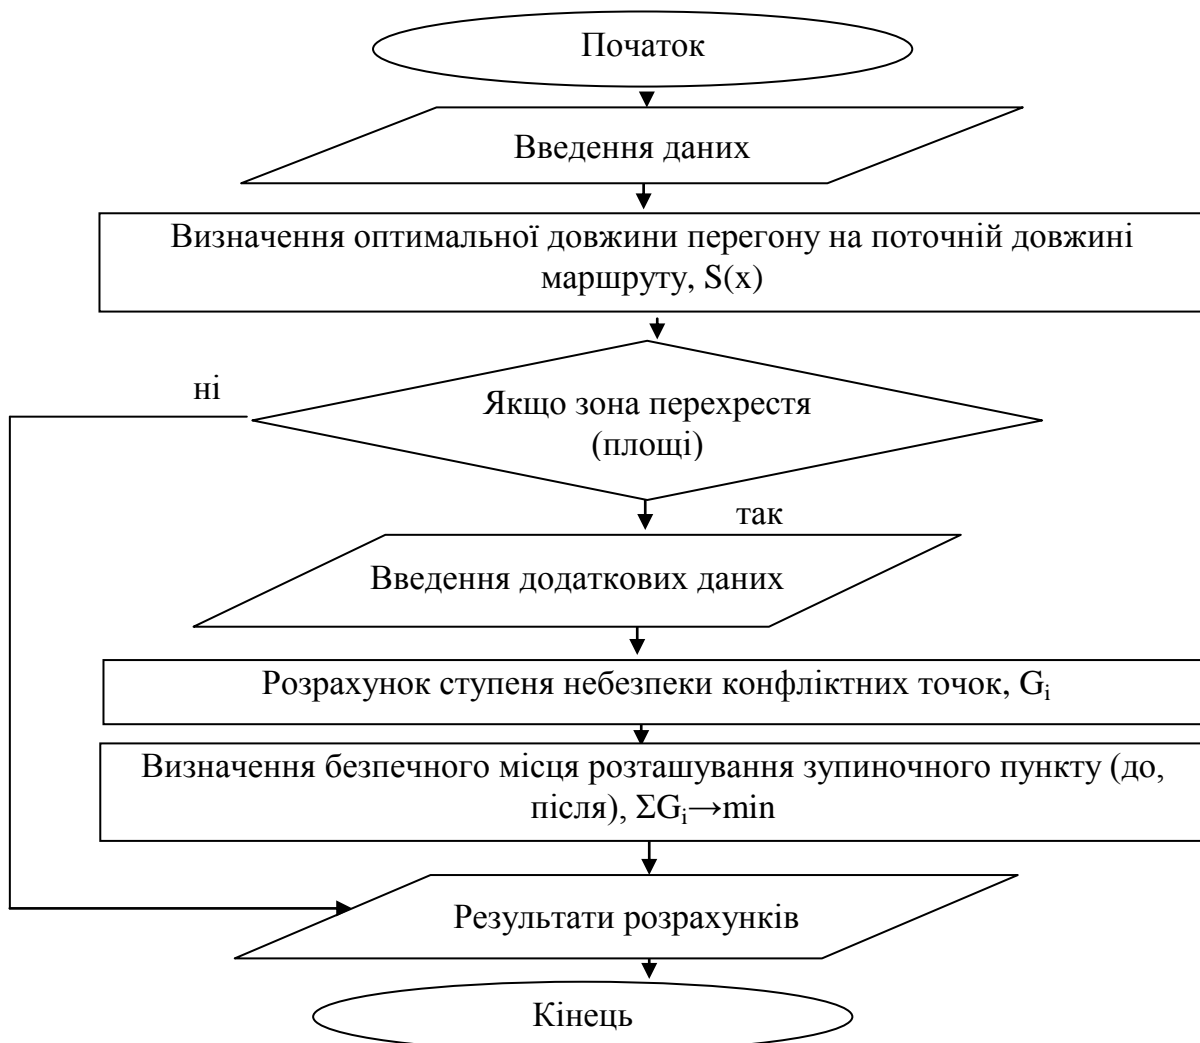 Початок
Введення даних
Визначення оптимальної довжини перегону на поточній довжині
маршруту, S(x)
ні
Якщо зона перехрестя
(площі)
так
Введення додаткових даних
Розрахунок ступеня небезпеки конфліктних точок, Gᵢ
Визначення безпечного місця розташування зупиночного пункту (до,
після), ΣGᵢ→min
Результати розрахунків
Кінець